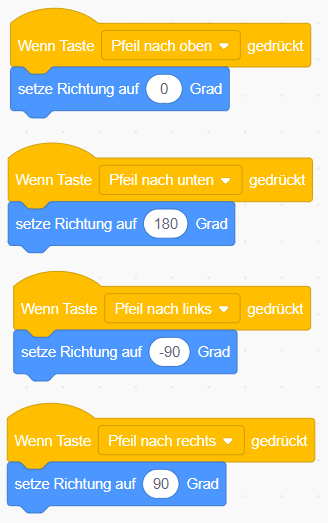 Wenn Taste Pfeil nach oben gedrückt
setze Richtung auf 0 Grad
Wenn Taste Pfeil nach unten gedrückt
setze Richtung auf 180 Grad
Wenn Taste Pfeil nach links gedrückt
setze Richtung auf -90 Grad
Wenn Taste Pfeil nach rechts gedrückt
setze Richtung auf 90 Grad